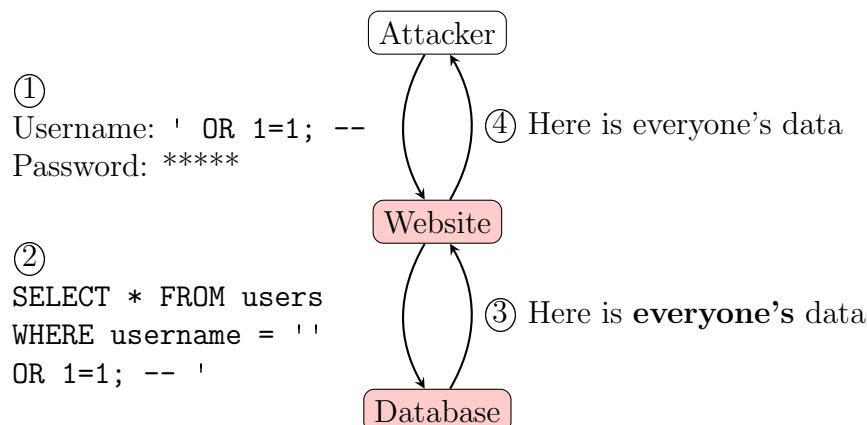 Attacker
①
Username: ' OR 1=1; --
Password: *****
④ Here is everyone's data
Website
②
SELECT * FROM users
WHERE username = ''
OR 1=1; -- '
③ Here is everyone's data
Database